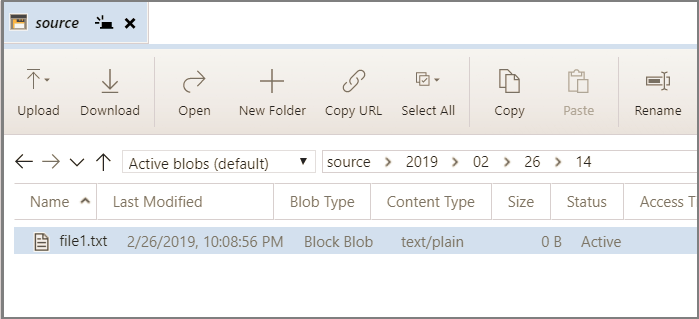 source
Upload Download Open New Folder Copy URL Select All Copy Paste Rename
Active blobs (default) source 2019 02 26 14
Name Last Modified Blob Type Content Type Size Status Access T
file1.txt 2/26/2019, 10:08:56 PM Block Blob text/plain 0 B Active